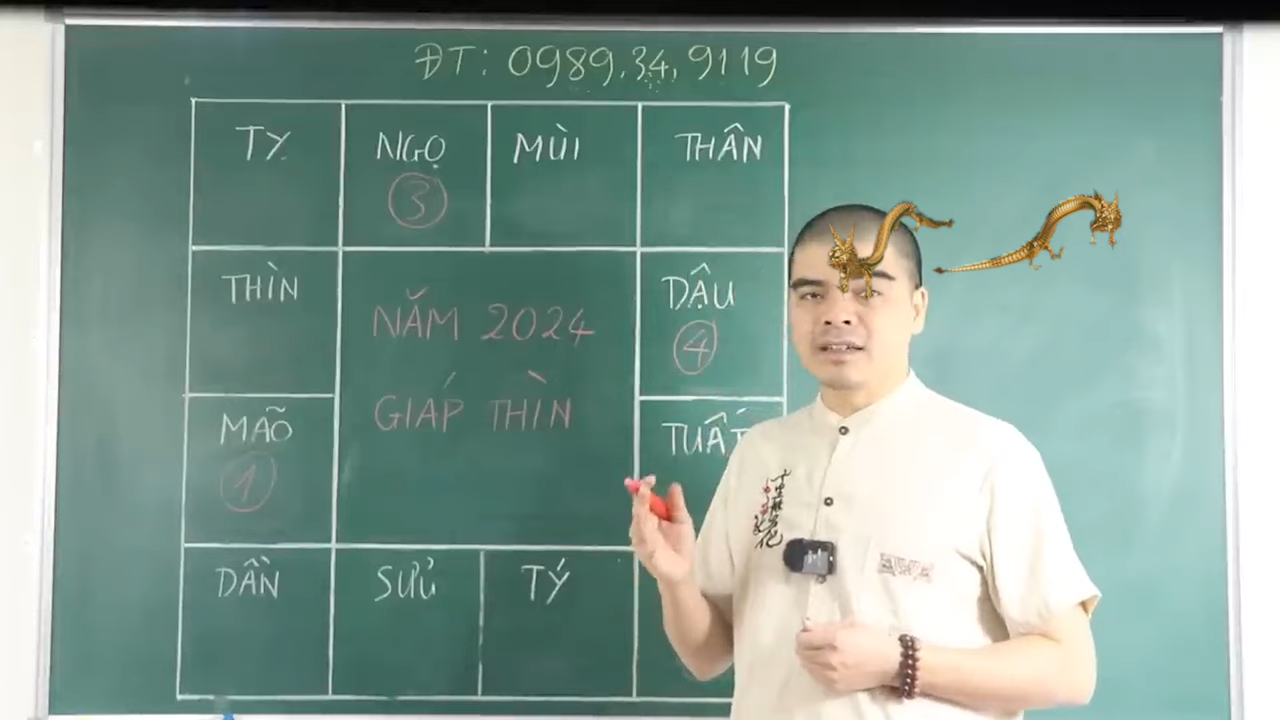 ĐT: 0989.34.9119
TỴ NGỌ MÙI THÂN
3
THÌN DẬU
NĂM 2024
4
GIÁP THÌN
MÃO TUẤT
1
DẦN SỬU TÝ